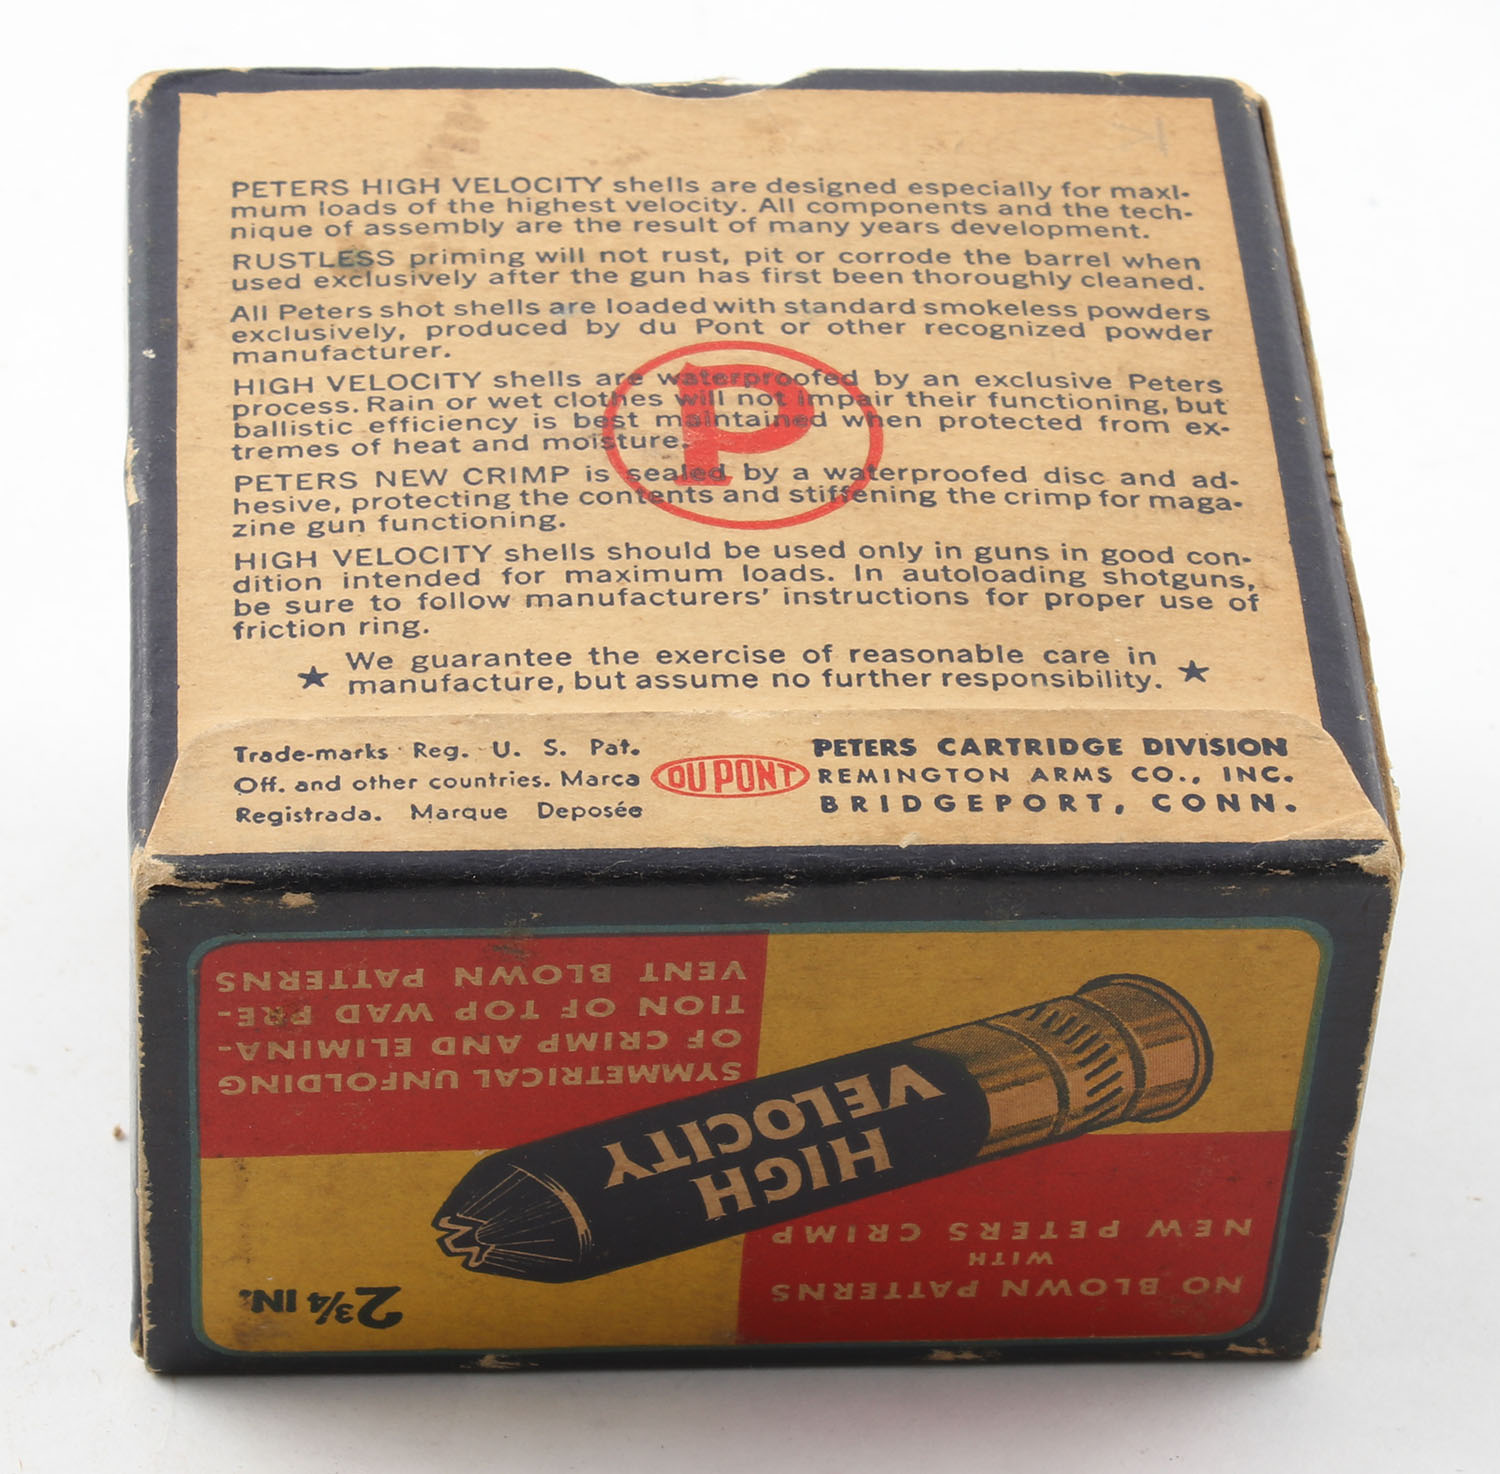 PETERS HIGH VELOCITY shells are designed especially for maxi-
mum loads of the highest velocity. All components and the tech-
nique of assembly are the result of many years development.
RUSTLESS priming will not rust, pit or corrode the barrel when
used exclusively after the gun has first been thoroughly cleaned.
All Peters shot shells are loaded with standard smokeless powders
exclusively, produced by du Pont or other recognized powder
manufacturer.
HIGH VELOCITY shells are waterproofed by an exclusive Peters
process. Rain or wet clothes will not impair their functioning, but
ballistic efficiency is best maintained when protected from ex-
tremes of heat and moisture.
P
PETERS NEW CRIMP is sealed by a waterproofed disc and ad-
hesive, protecting the contents and stiffening the crimp for maga-
zine gun functioning.
HIGH VELOCITY shells should be used only in guns in good con-
dition intended for maximum loads. In autoloading shotguns,
be sure to follow manufacturers' instructions for proper use of
friction ring.
★ We guarantee the exercise of reasonable care in
manufacture, but assume no further responsibility. ★
Trade-marks Reg. U. S. Pat.
Off. and other countries. Marca
Registrada. Marque Deposée
DU PONT
PETERS CARTRIDGE DIVISION
REMINGTON ARMS CO., INC.
BRIDGEPORT, CONN.
NO BLOWN PATTERNS
WITH
NEW PETERS CRIMP
2¾ IN.
HIGH
VELOCITY
SYMMETRICAL UNFOLDING
OF CRIMP AND ELIMINA-
TION OF TOP WAD PRE-
VENT BLOWN PATTERNS